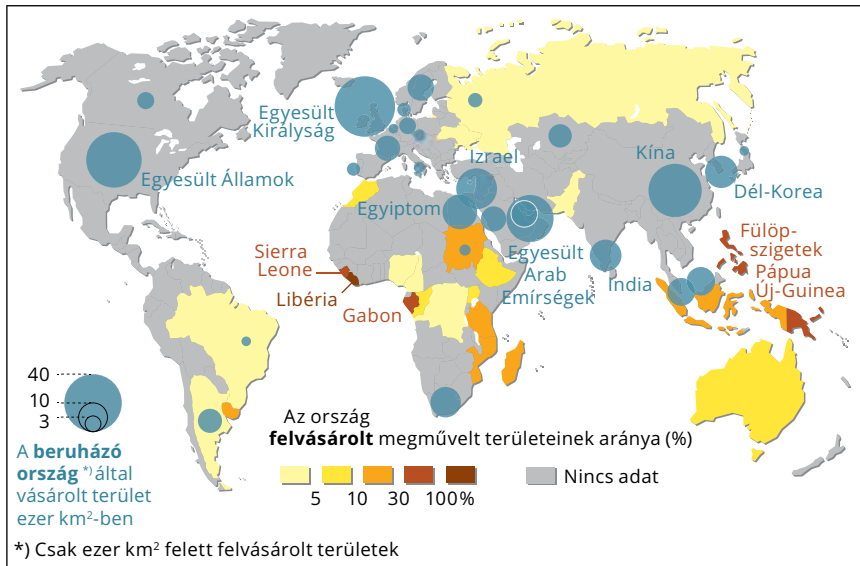 Egyesült
Királyság
Egyesült Államok
Izrael
Kína
Dél-Korea
Egyiptom
Egyesült
Arab
Emírségek
India
Fülöp-
szigetek
Pápua
Új-Guinea
Sierra
Leone
Libéria
Gabon
40
10
3
A beruházó
ország *) által
vásárolt terület
ezer km²-ben
Az ország
felvásárolt megművelt területeinek aránya (%)
5 10 30 100%
Nincs adat
*) Csak ezer km² felett felvásárolt területek